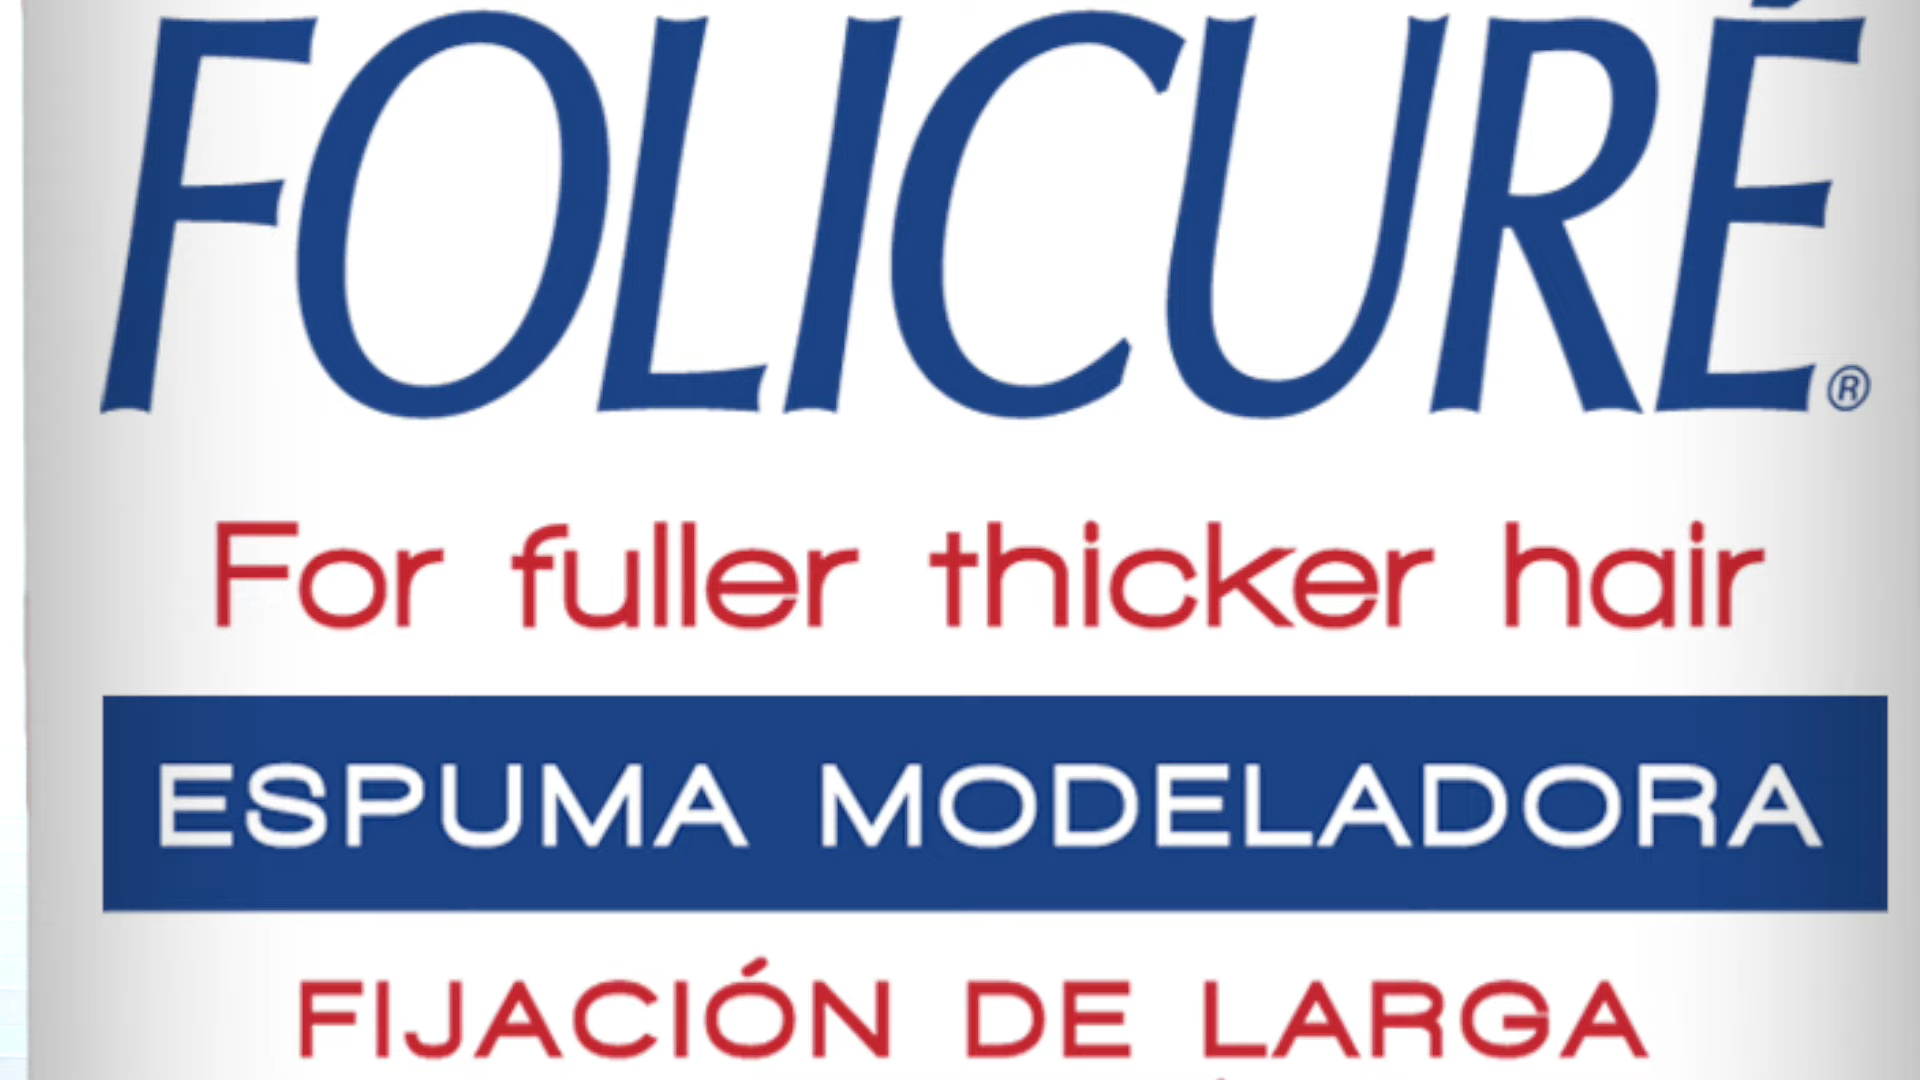 FOLICURÉ®
For fuller thicker hair
ESPUMA MODELADORA
FIJACIÓN DE LARGA